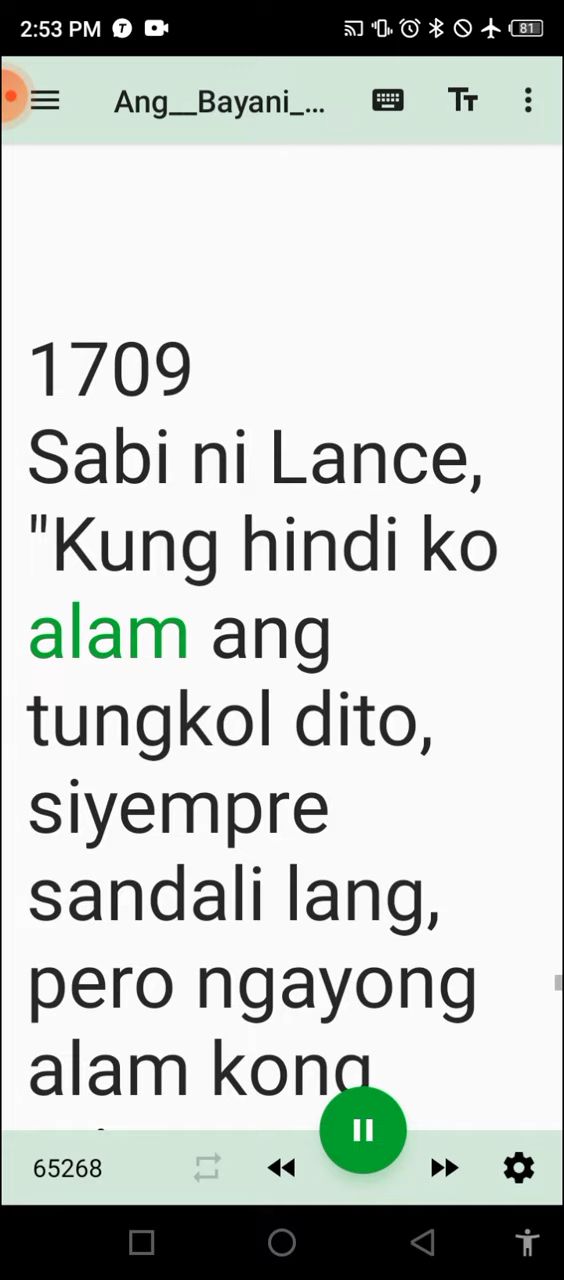 2:53 PM
81
Ang__Bayani_...
1709
Sabi ni Lance,
"Kung hindi ko
alam ang
tungkol dito,
siyempre
sandali lang,
pero ngayong
alam kong
65268